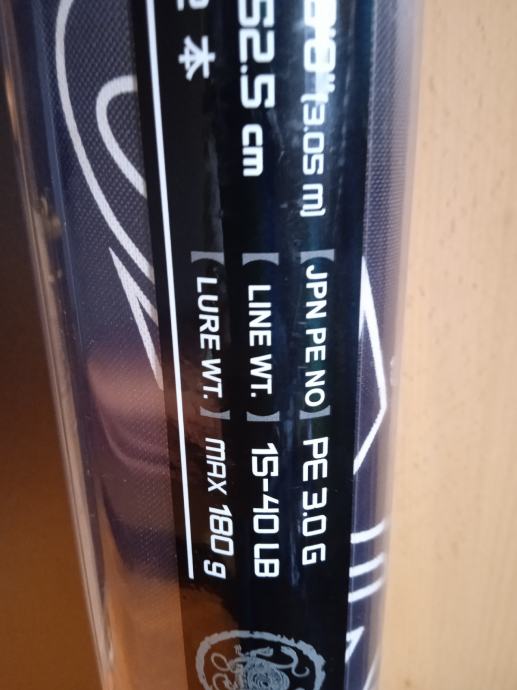 (3.05 m) 【JPN PE NO】 PE 3.0 G
52.5 cm 【LINE WT.】 15-40 LB
本 【LURE WT.】 MAX 180 g